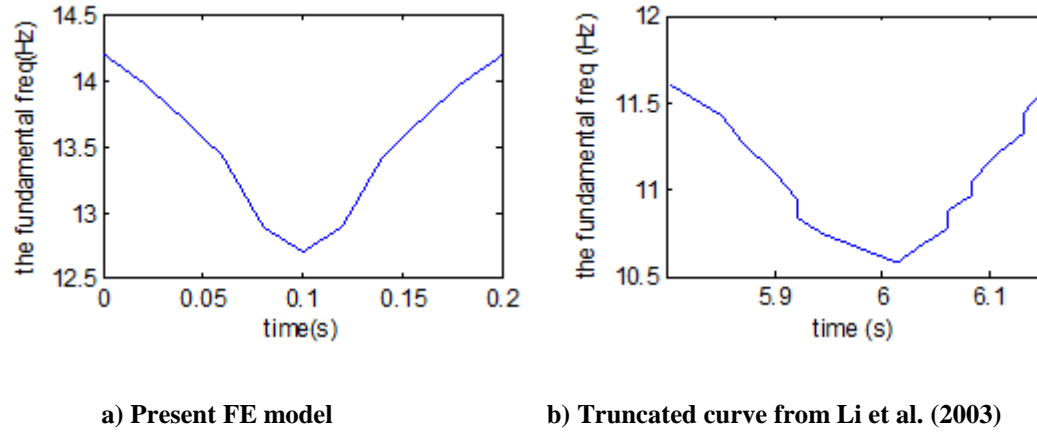 the fundamental freq(Hz)
14.5
14
13.5
13
12.5
0
0.05
0.1
0.15
0.2
time(s)
the fundamental freq (Hz)
12
11.5
11
10.5
5.9
6
6.1
time (s)
a) Present FE model
b) Truncated curve from Li et al. (2003)